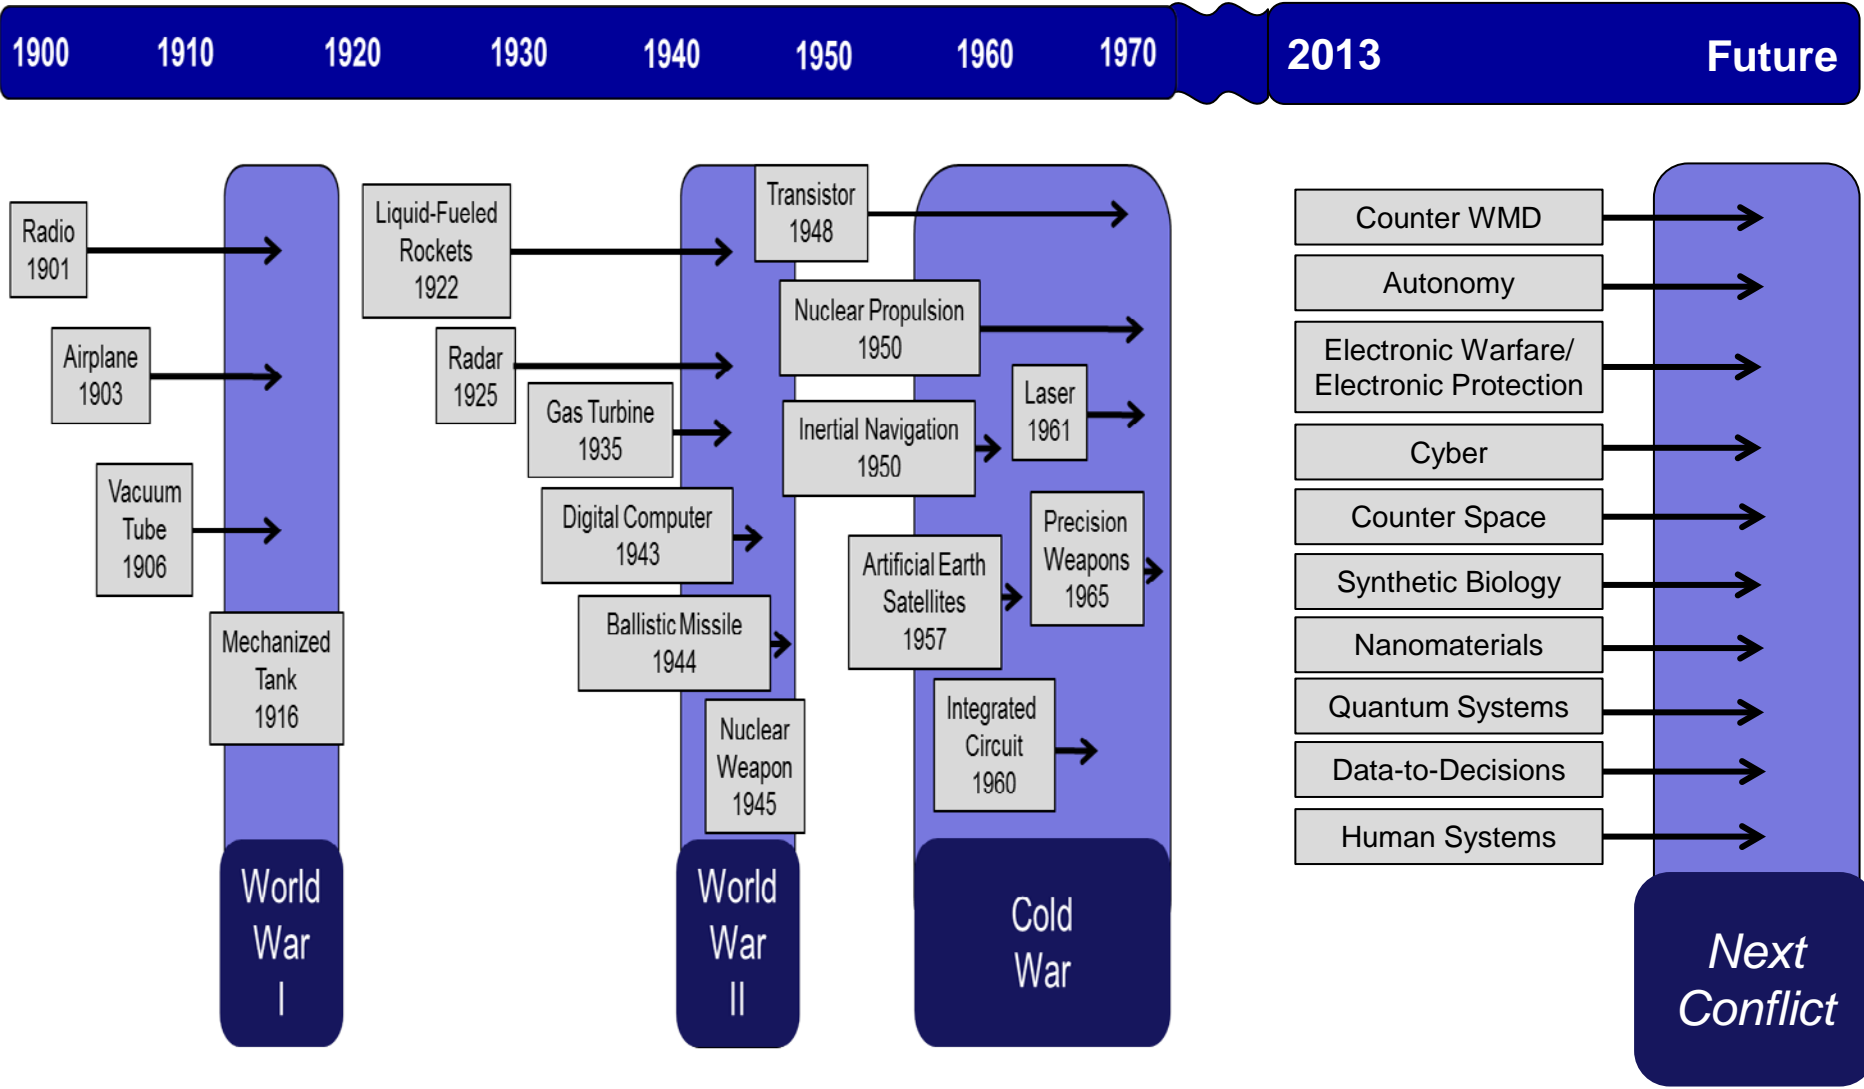 1900 1910 1920 1930 1940 1950 1960 1970 2013 Future
Radio
1901
Airplane
1903
Vacuum
Tube
1906
Mechanized
Tank
1916
World
War
I
Liquid-Fueled
Rockets
1922
Radar
1925
Gas Turbine
1935
Digital Computer
1943
Ballistic Missile
1944
Nuclear
Weapon
1945
World
War
II
Transistor
1948
Nuclear Propulsion
1950
Inertial Navigation
1950
Laser
1961
Artificial Earth
Satellites
1957
Precision
Weapons
1965
Integrated
Circuit
1960
Cold
War
Counter WMD
Autonomy
Electronic Warfare/
Electronic Protection
Cyber
Counter Space
Synthetic Biology
Nanomaterials
Quantum Systems
Data-to-Decisions
Human Systems
Next
Conflict